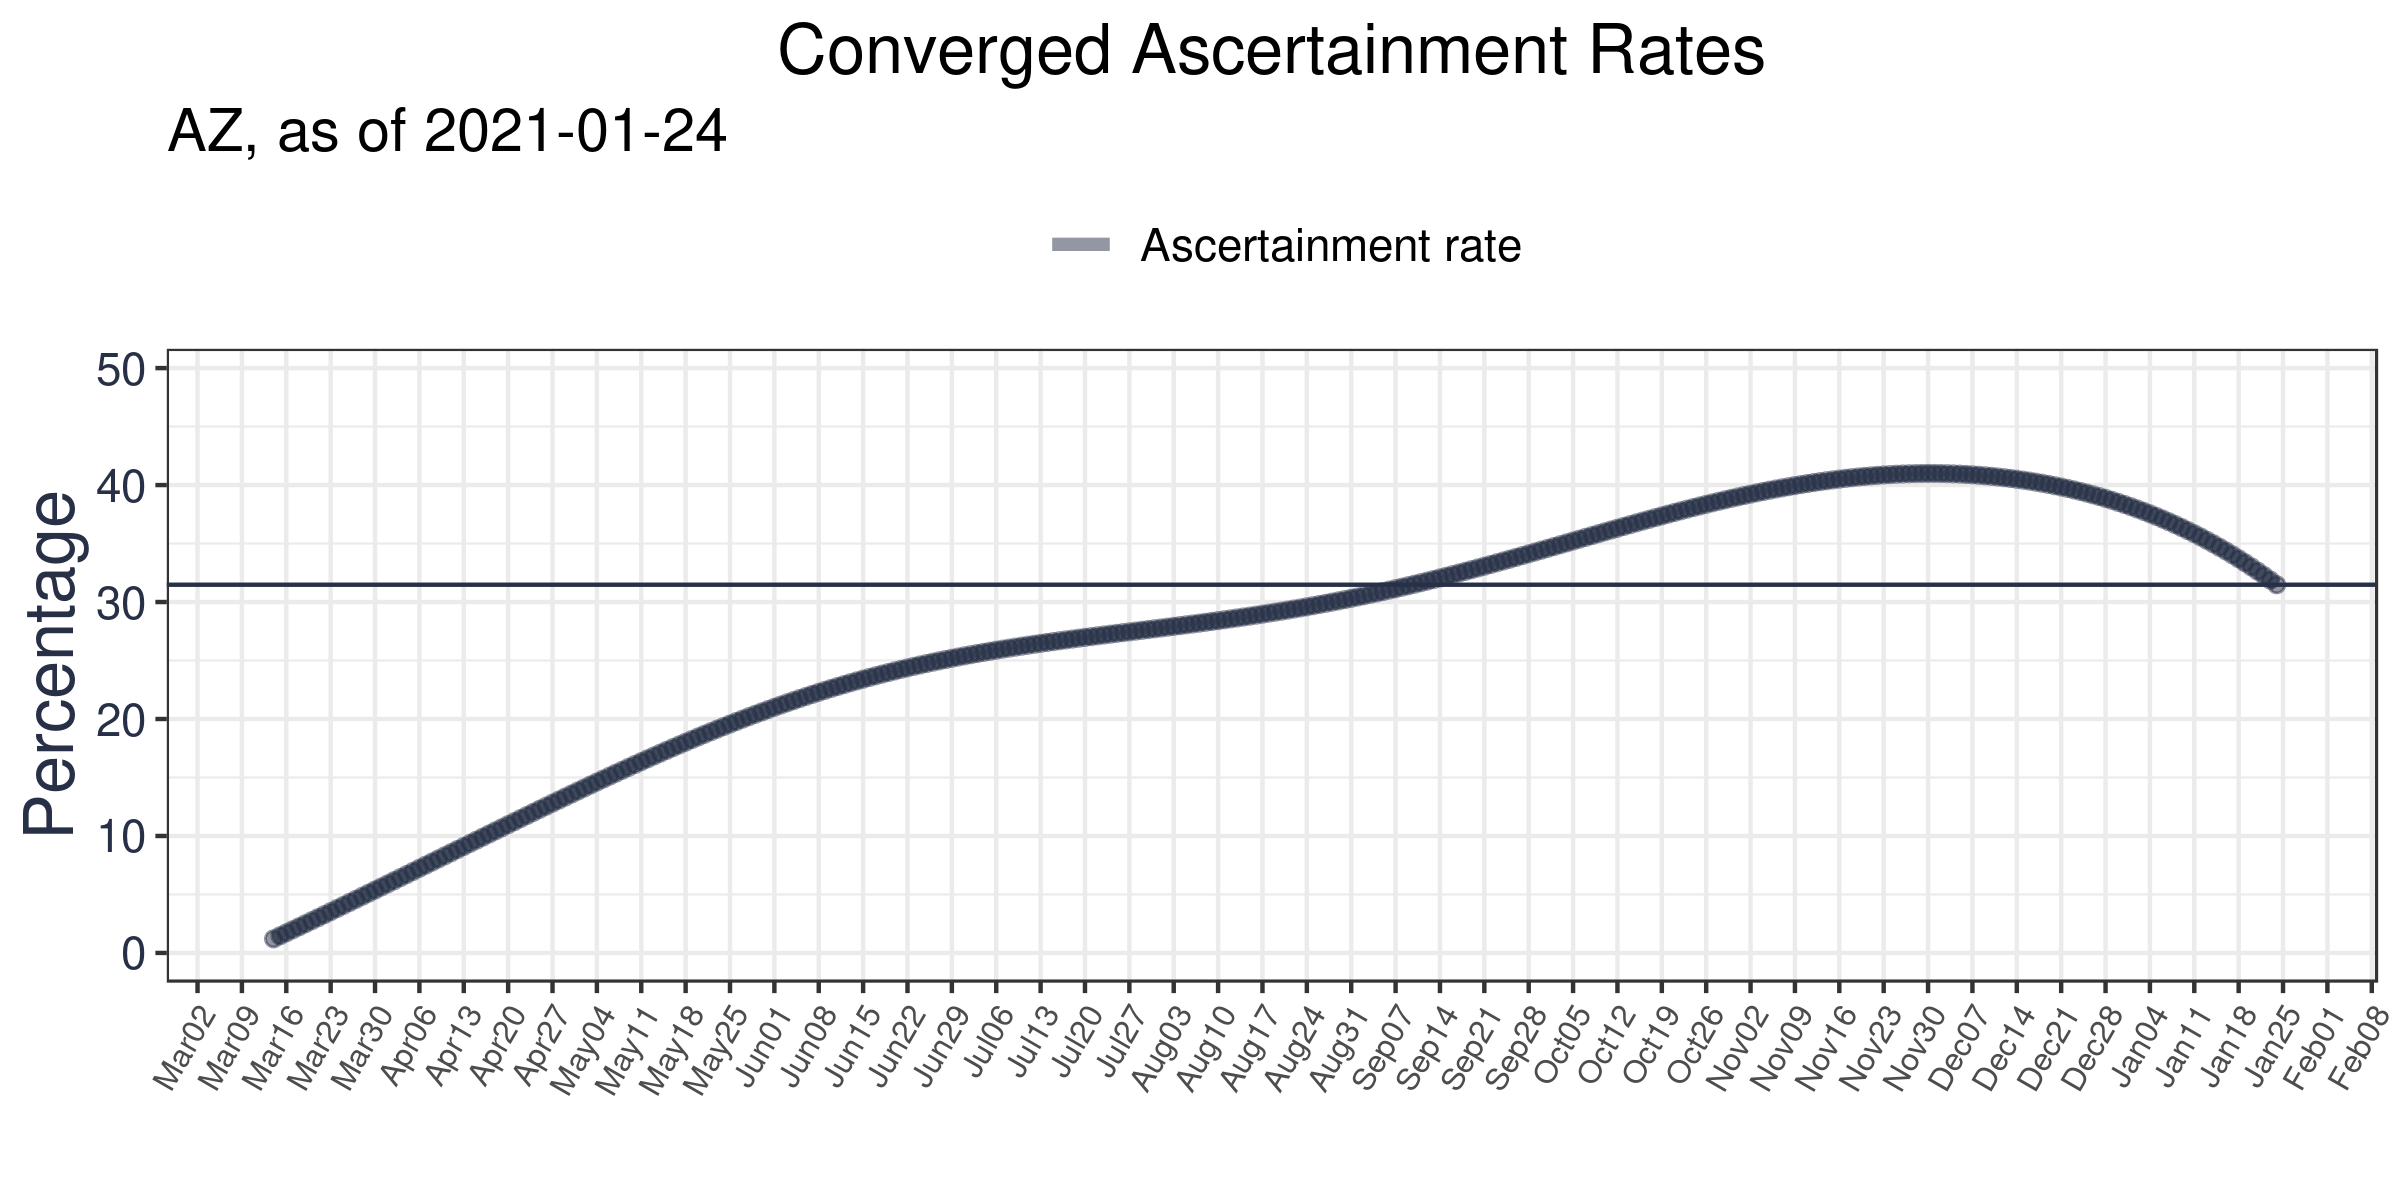 Converged Ascertainment Rates
AZ, as of 2021-01-24
Ascertainment rate
Percentage
50
40
30
20
10
0
Mar02 Mar09 Mar16 Mar23 Mar30 Apr06 Apr13 Apr20 Apr27 May04 May11 May18 May25 Jun01 Jun08 Jun15 Jun22 Jun29 Jul06 Jul13 Jul20 Jul27 Aug03 Aug10 Aug17 Aug24 Aug31 Sep07 Sep14 Sep21 Sep28 Oct05 Oct12 Oct19 Oct26 Nov02 Nov09 Nov16 Nov23 Nov30 Dec07 Dec14 Dec21 Dec28 Jan04 Jan11 Jan18 Jan25 Feb01 Feb08